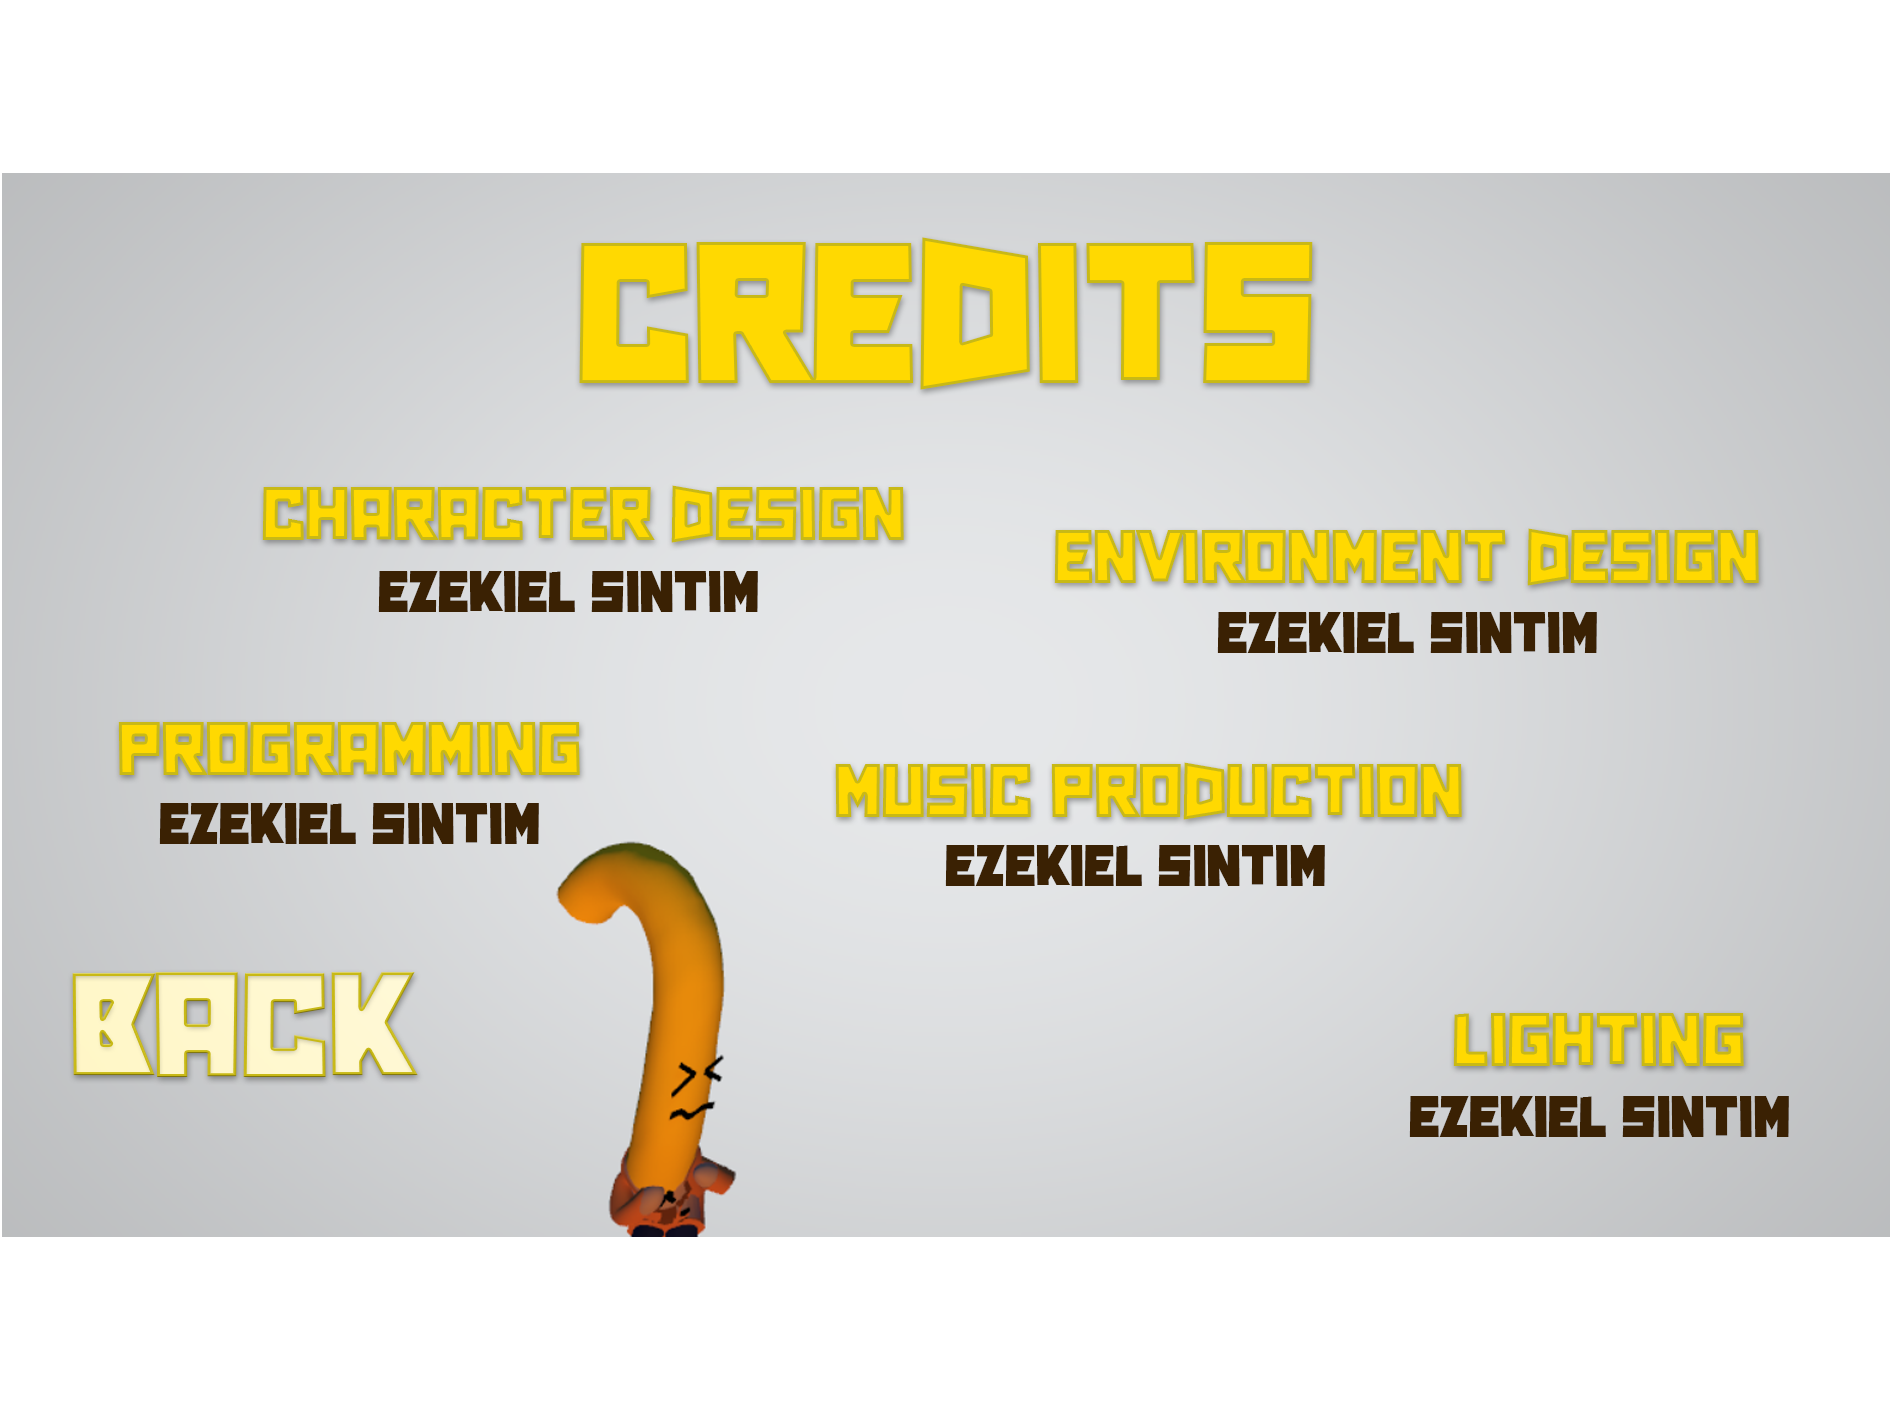 CREDITS
CHARACTER DESIGN
EZEKIEL SINTIM
ENVIRONMENT DESIGN
EZEKIEL SINTIM
PROGRAMMING
EZEKIEL SINTIM
MUSIC PRODUCTION
EZEKIEL SINTIM
BACK
LIGHTING
EZEKIEL SINTIM